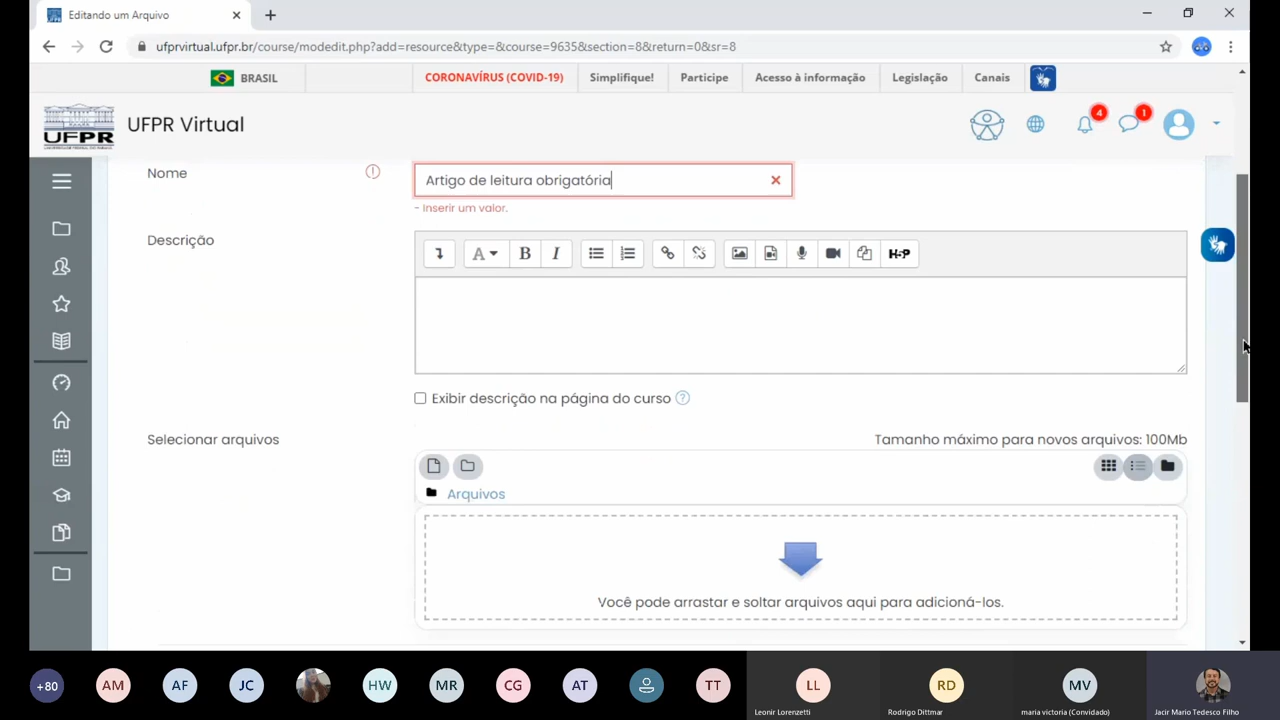 Editando um Arquivo
ufprvirtual.ufpr.br/course/modedit.php?add=resource&type=&course=9635&section=8&return=0&sr=8
BRASIL CORONAVÍRUS (COVID-19) Simplifique! Participe Acesso à informação Legislação Canais
UFPR UFPR Virtual 4 1
Nome Artigo de leitura obrigatória
- Inserir um valor.
Descrição
A B I H-P
Exibir descrição na página do curso ?
Selecionar arquivos Tamanho máximo para novos arquivos: 100Mb
Arquivos
Você pode arrastar e soltar arquivos aqui para adicioná-los.
+80 AM AF JC HW MR CG AT TT LL RD MV
Leonir Lorenzetti Rodrigo Dittmar maria victoria (Convidado) Jacir Mario Tedesco Filho